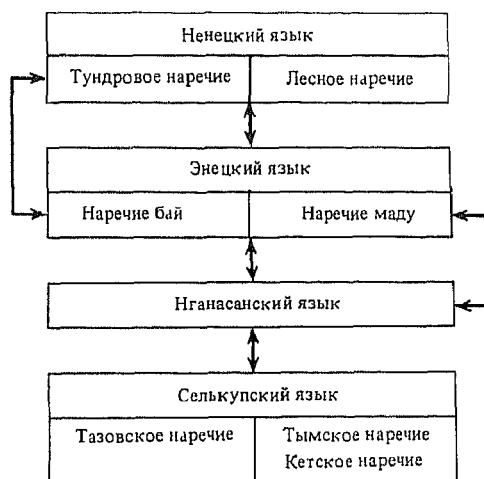 Ненецкий язык
Тундровое наречие
Лесное наречие
Энецкий язык
Наречие бай
Наречие маду
Нганасанский язык
Селькупский язык
Тазовское наречие
Тымское наречие
Кетское наречие